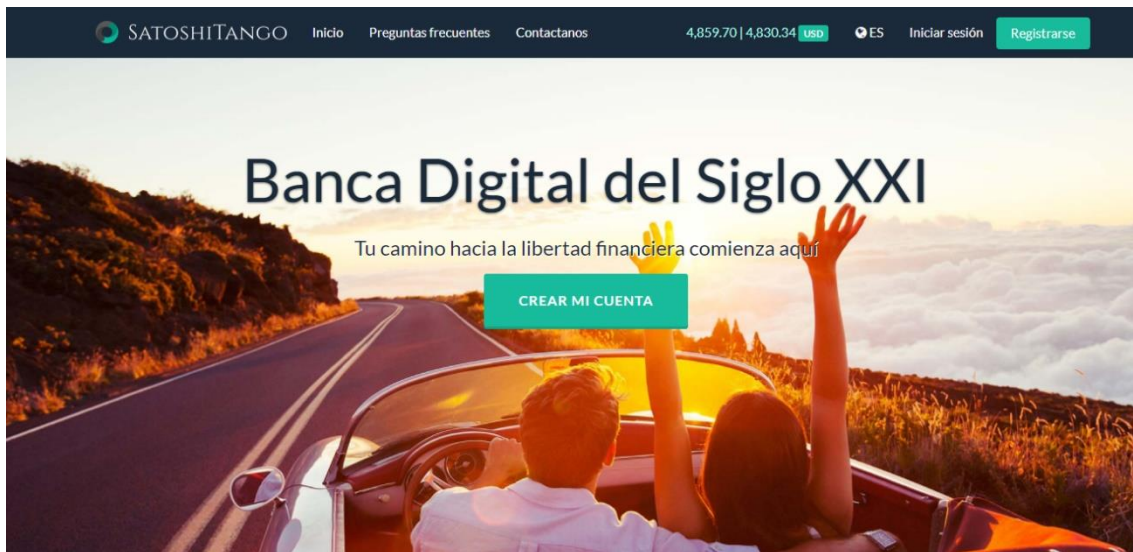 SATOSHITANGO Inicio Preguntas frecuentes Contactanos 4,859.70 | 4,830.34 USD ES Iniciar sesión Registrarse
Banca Digital del Siglo XXI
Tu camino hacia la libertad financiera comienza aquí
CREAR MI CUENTA